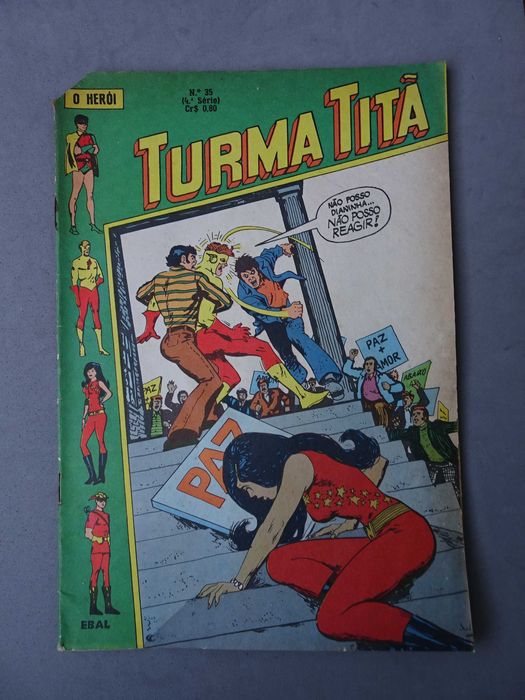 O HERÓI
N.º 35
(4.ª Série)
Cr$ 0,80
TURMA TITÃ
NÃO POSSO
DIANINHA...
NÃO POSSO
REAGIR!
PAZ
+
AMOR
ABAIXO
PAZ
PAZ
EBAL